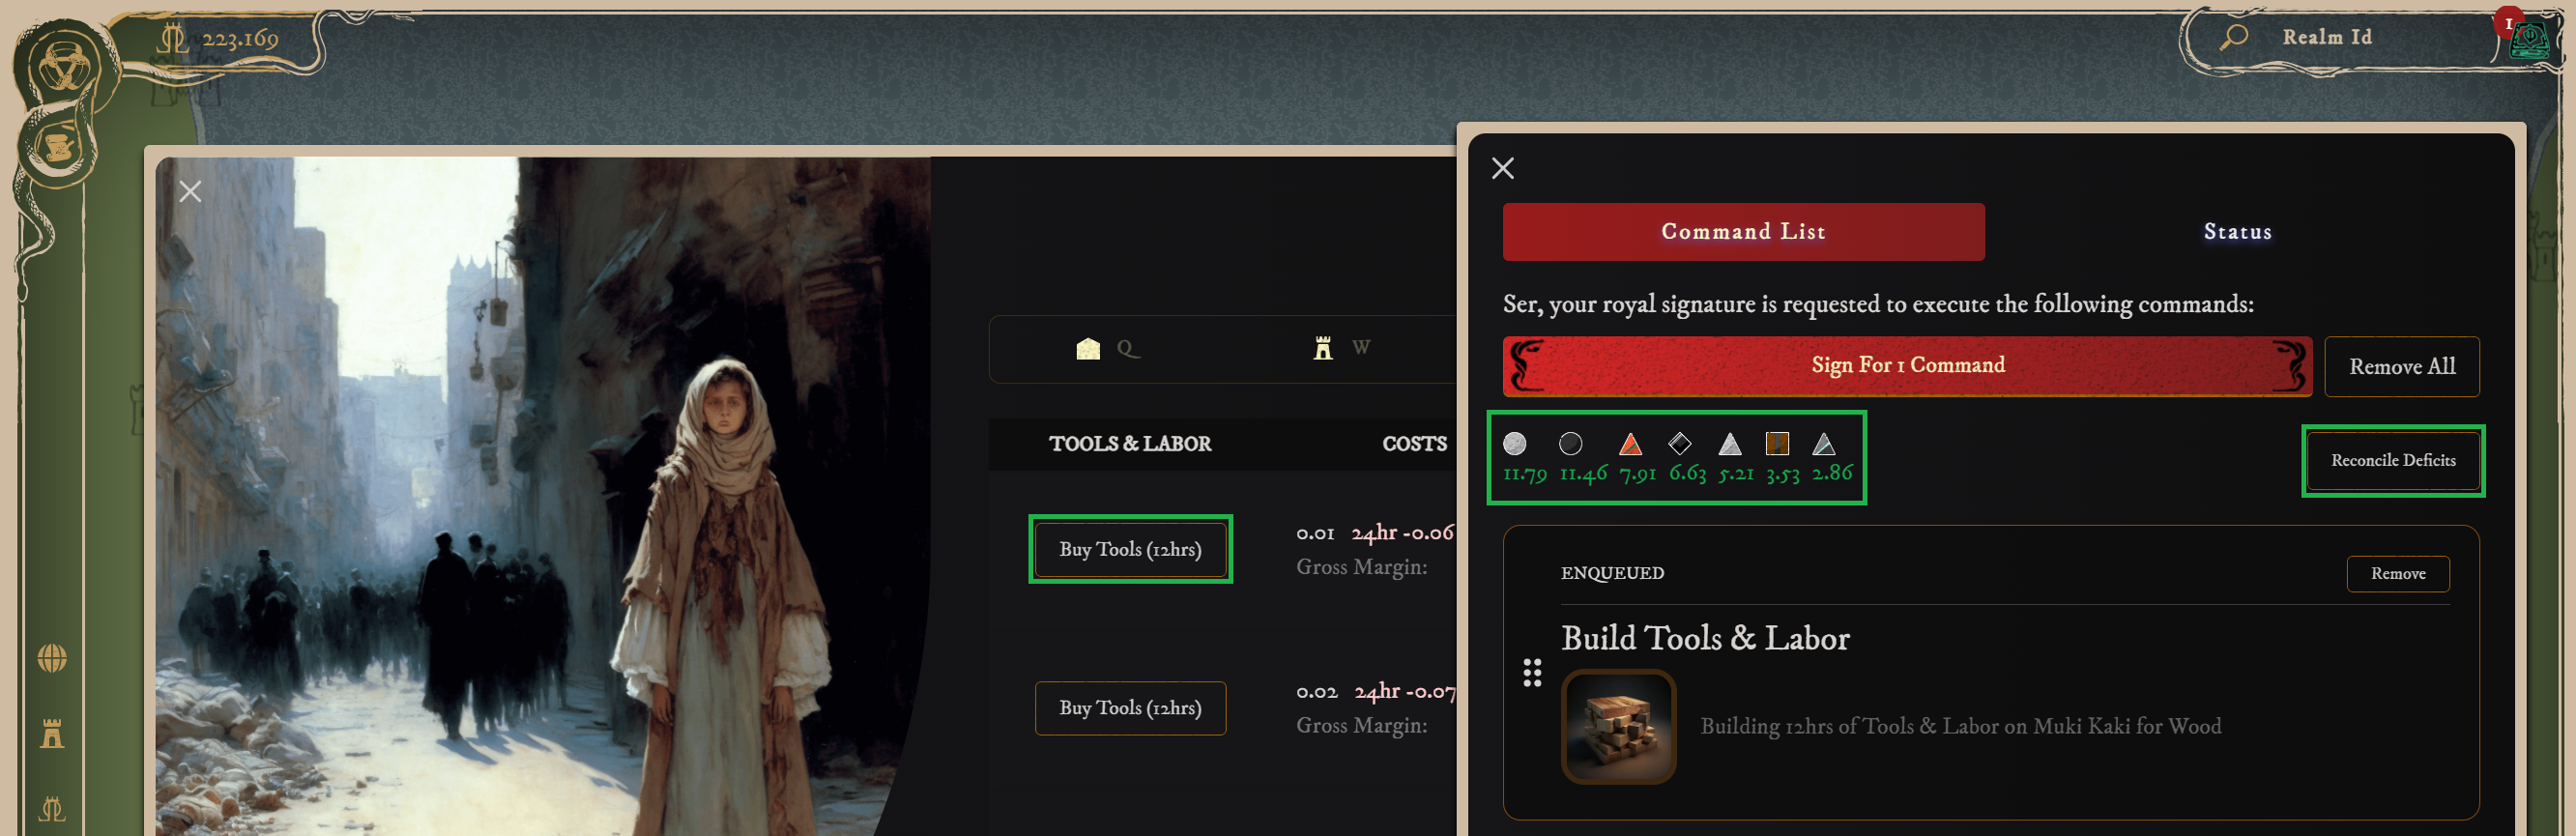 223.169
Realm Id
1
Command List
Status
Ser, your royal signature is requested to execute the following commands:
Sign For 1 Command
Remove All
Q
W
11.79 11.46 7.91 6.63 5.21 3.53 2.86
Reconcile Deficits
TOOLS & LABOR
COSTS
Buy Tools (12hrs)
0.01 24hr -0.06
Gross Margin:
ENQUEUED
Remove
Build Tools & Labor
Building 12hrs of Tools & Labor on Muki Kaki for Wood
Buy Tools (12hrs)
0.02 24hr -0.07
Gross Margin: